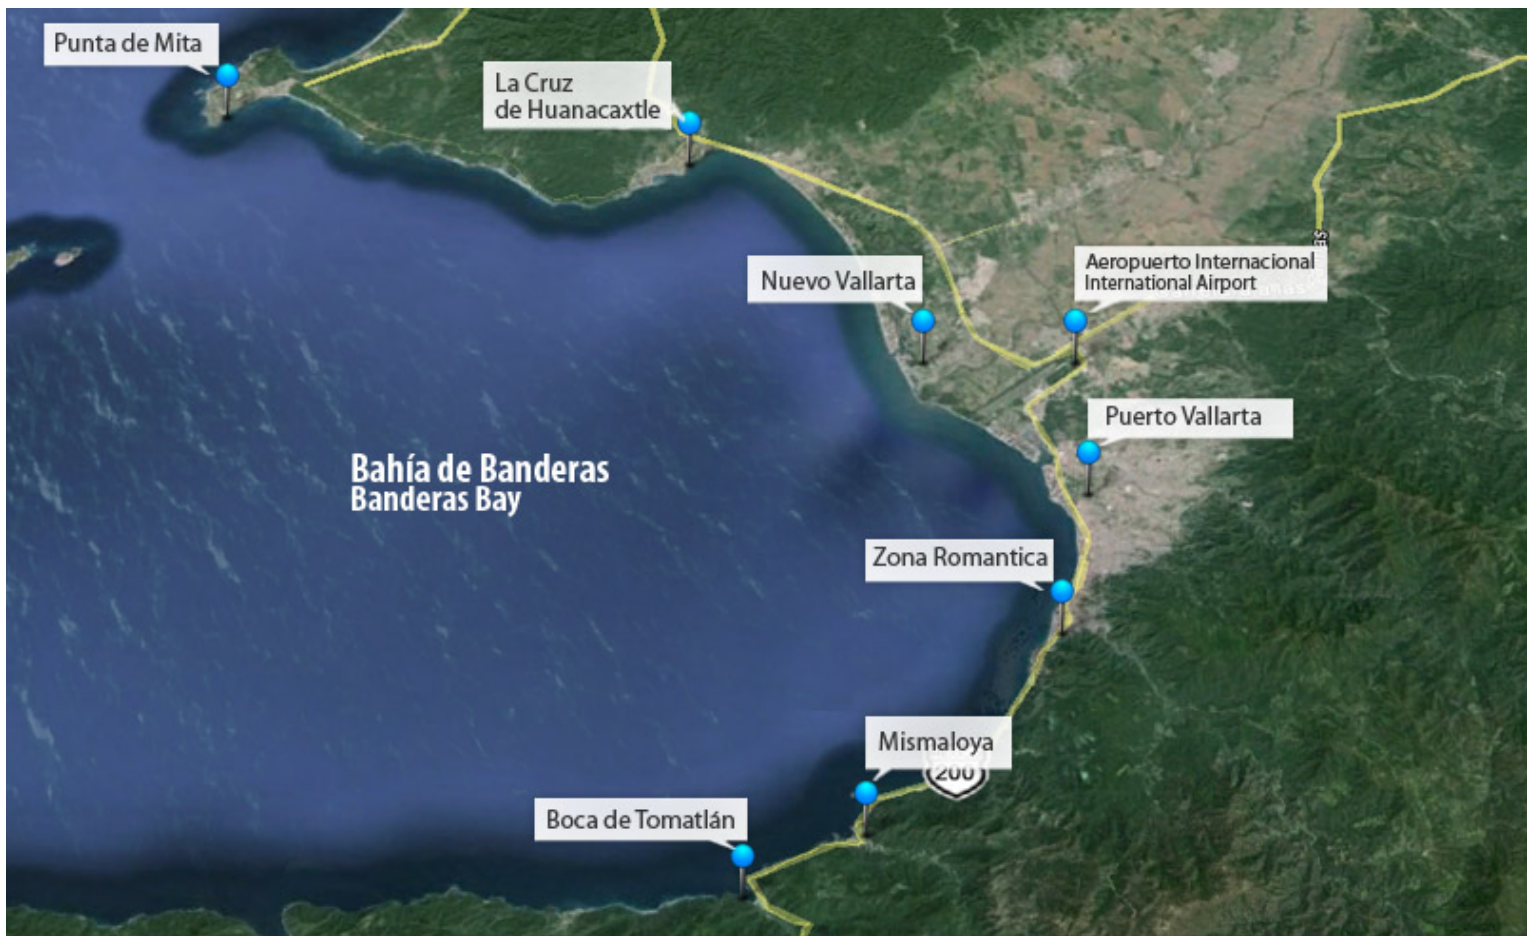 Punta de Mita
La Cruz
de Huanacaxtle
Nuevo Vallarta
Aeropuerto Internacional
International Airport
Puerto Vallarta
Bahía de Banderas
Banderas Bay
Zona Romantica
Mismaloya
200
Boca de Tomatlán